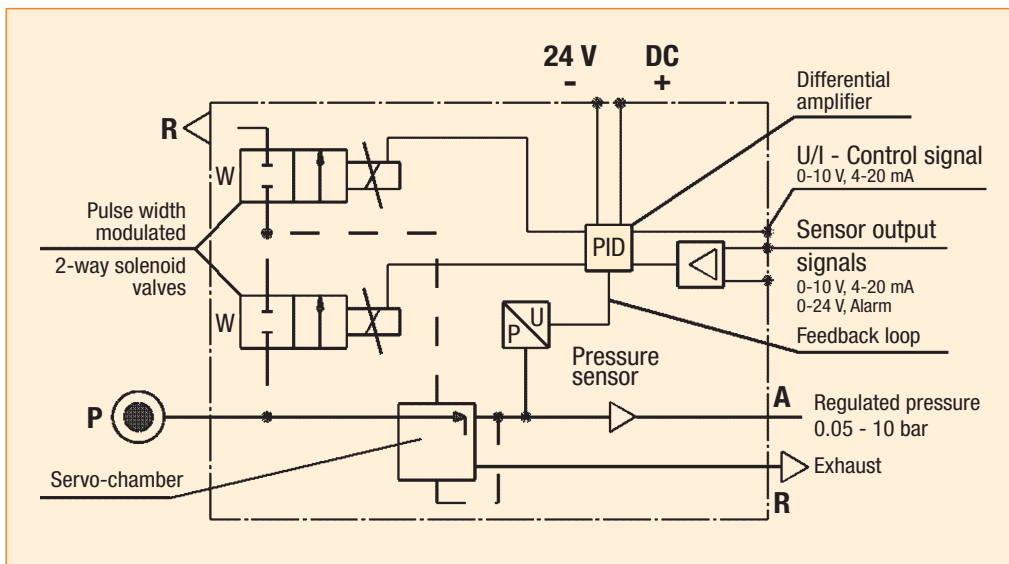 24 V DC
- +
Differential
amplifier
R
U/I - Control signal
0-10 V, 4-20 mA
W
Pulse width
modulated
2-way solenoid
valves
PID
Sensor output
signals
0-10 V, 4-20 mA
0-24 V, Alarm
W
P U
Feedback loop
Pressure
sensor
P
A
Regulated pressure
0.05 - 10 bar
Servo-chamber
Exhaust
R